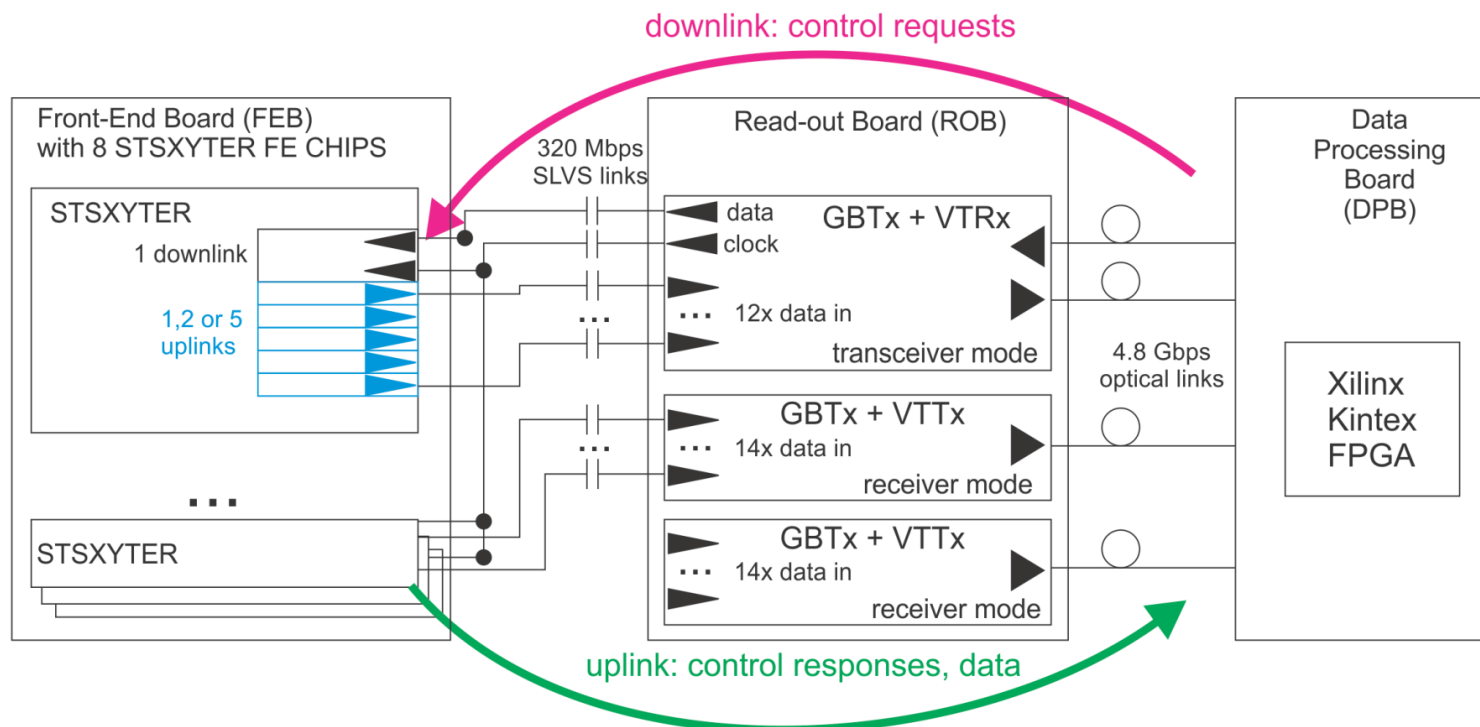 downlink: control requests
Front-End Board (FEB)
with 8 STSXYTER FE CHIPS
STSXYTER
1 downlink
1,2 or 5
uplinks
...
STSXYTER
320 Mbps
SLVS links
...
...
Read-out Board (ROB)
data
clock
GBTx + VTRx
... 12x data in
transceiver mode
GBTx + VTTx
... 14x data in
receiver mode
GBTx + VTTx
... 14x data in
receiver mode
4.8 Gbps
optical links
Data
Processing
Board
(DPB)
Xilinx
Kintex
FPGA
uplink: control responses, data